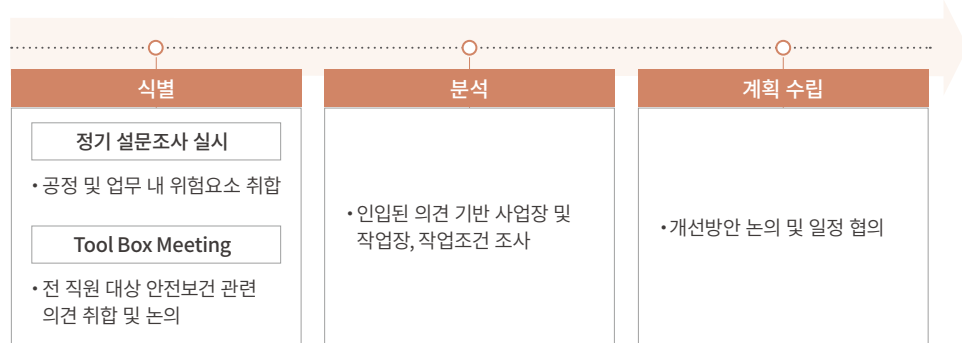 식별
정기 설문조사 실시
• 공정 및 업무 내 위험요소 취합
Tool Box Meeting
• 전 직원 대상 안전보건 관련
의견 취합 및 논의
분석
• 인입된 의견 기반 사업장 및
작업장, 작업조건 조사
계획 수립
• 개선방안 논의 및 일정 협의